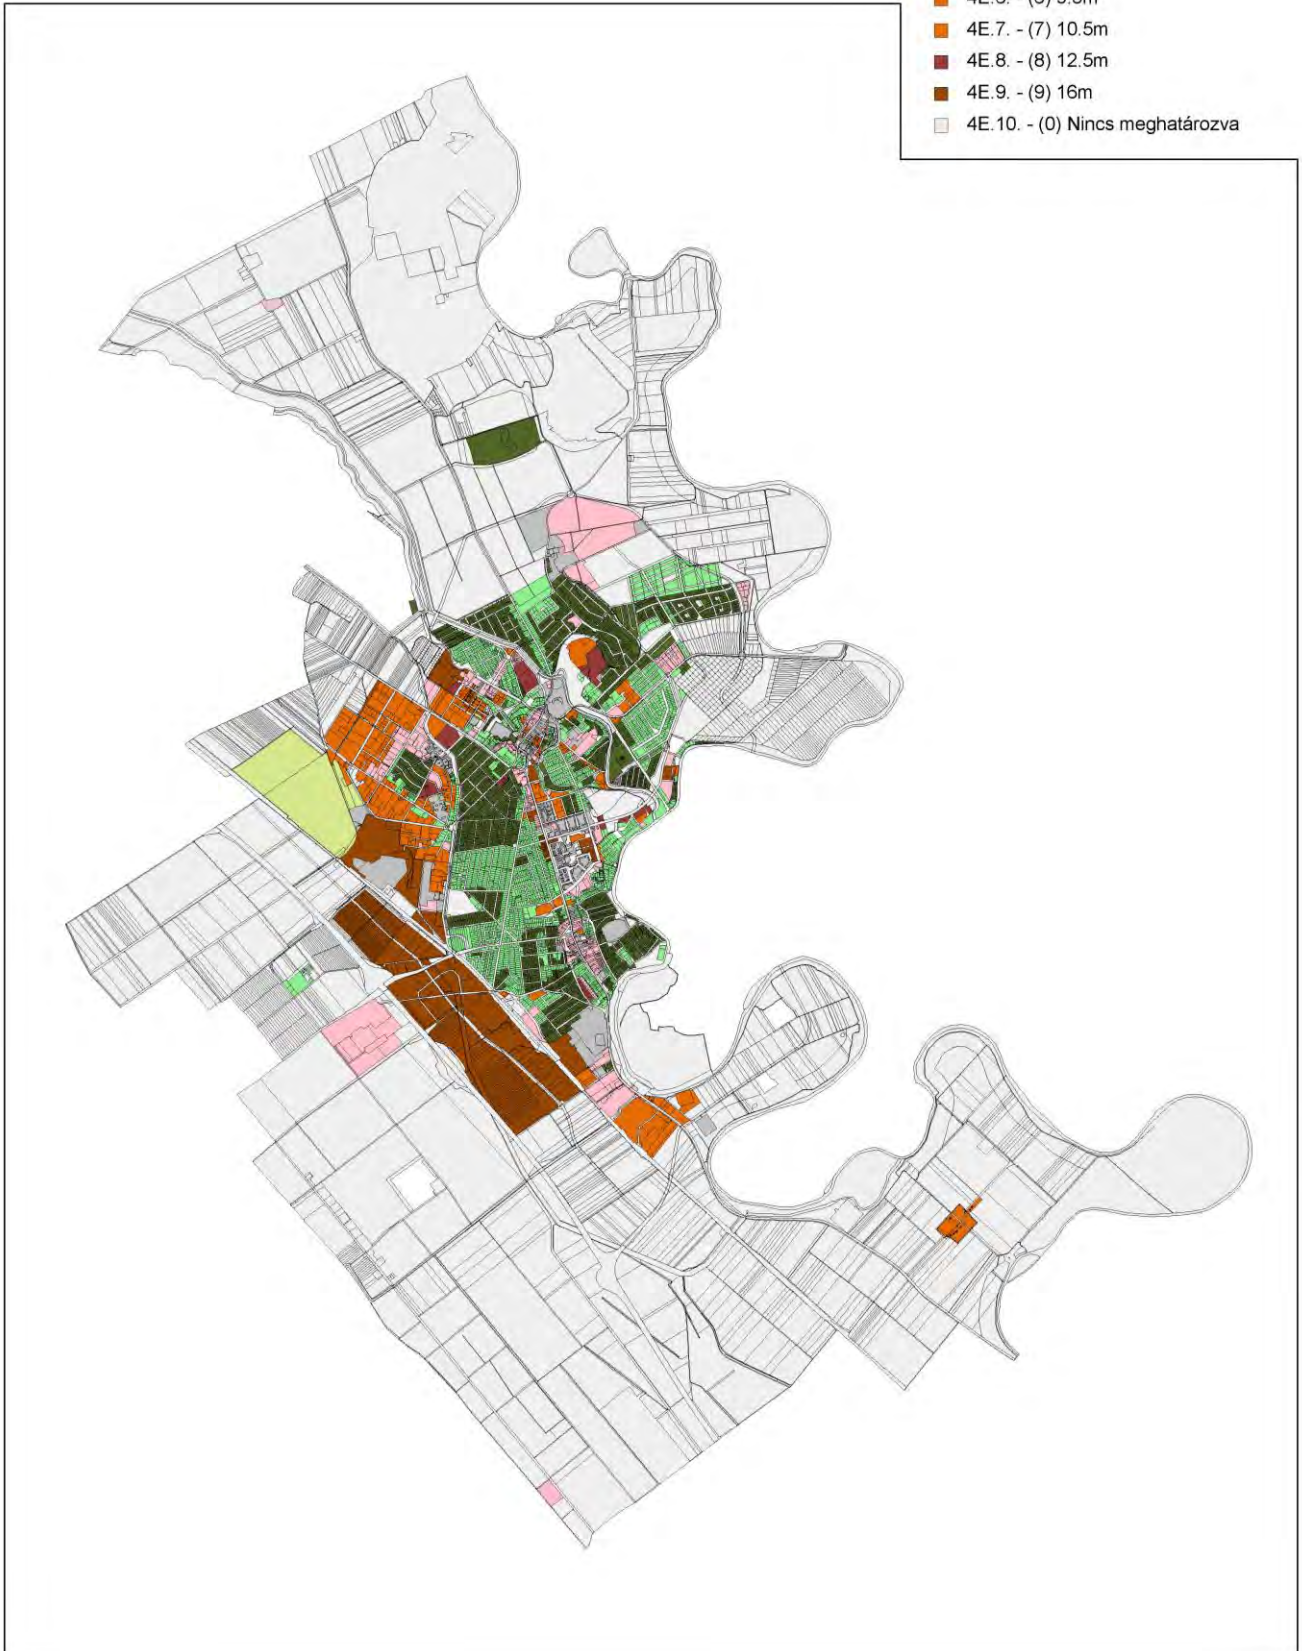 4E.7. - (7) 10.5m
4E.8. - (8) 12.5m
4E.9. - (9) 16m
4E.10. - (0) Nincs meghatározva